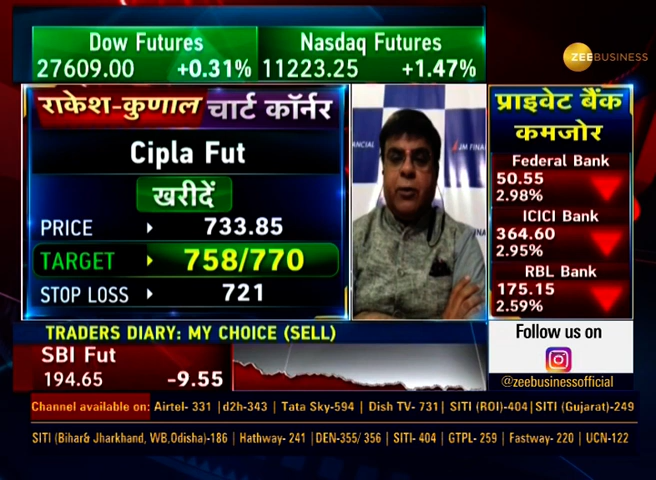 Dow Futures
27609.00 +0.31%
Nasdaq Futures
11223.25 +1.47%
ZEEBUSINESS
राकेश-कुणाल चार्ट कॉर्नर
Cipla Fut
खरीदें
PRICE 733.85
TARGET 758/770
STOP LOSS 721
NCIAL
JM FINAN
प्राइवेट बैंक
कमजोर
Federal Bank
50.55
2.98%
ICICI Bank
364.60
2.95%
RBL Bank
175.15
2.59%
TRADERS DIARY: MY CHOICE (SELL)
SBI Fut
194.65 -9.55
Follow us on
@zeebusinessofficial
Channel available on: Airtel- 331 | d2h-343 | Tata Sky-594 | Dish TV- 731 | SITI (ROI)-404 | SITI (Gujarat)-249
SITI (Bihar& Jharkhand, WB,Odisha)-186 | Hathway- 241 | DEN-355/ 356 | SITI- 404 | GTPL- 259 | Fastway- 220 | UCN-122